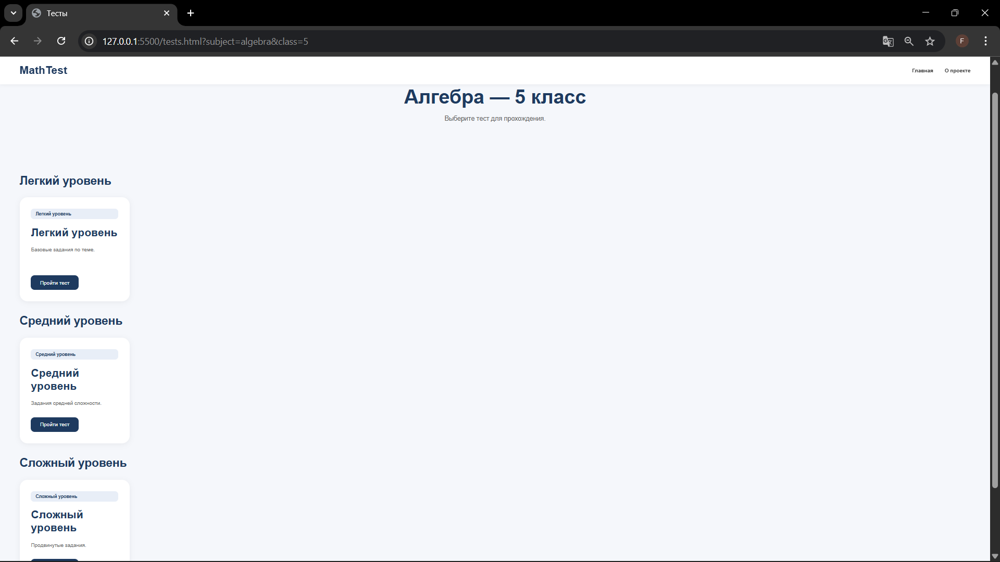 Тесты
127.0.0.1:5500/tests.html?subject=algebra&class=5
F
MathTest
Главная
О проекте
Алгебра — 5 класс
Выберите тест для прохождения.
Легкий уровень
Легкий уровень
Легкий уровень
Базовые задания по теме.
Пройти тест
Средний уровень
Средний уровень
Средний
уровень
Задания средней сложности.
Пройти тест
Сложный уровень
Сложный уровень
Сложный
уровень
Продвинутые задания.